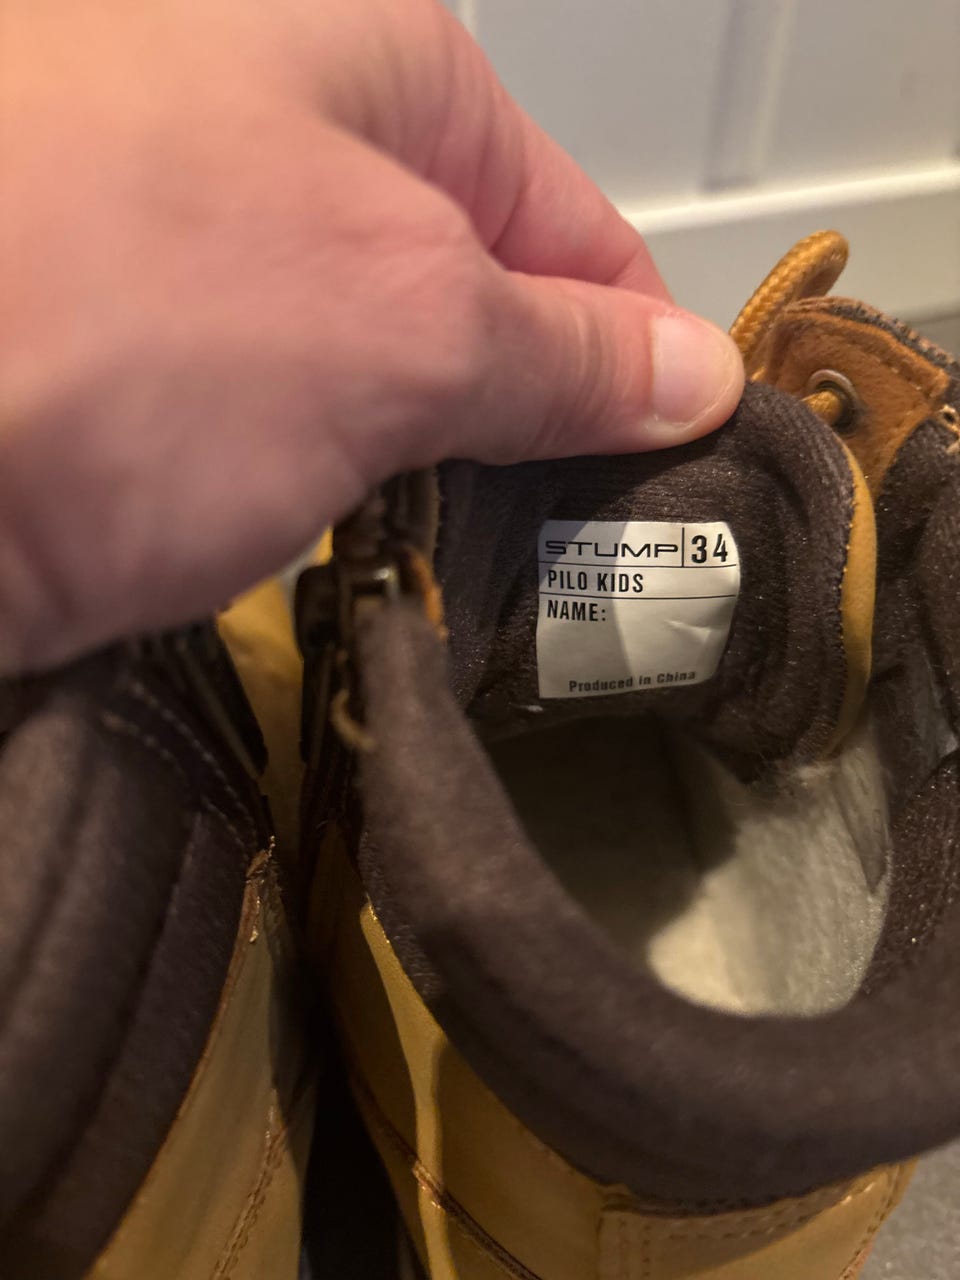 STUMP 34
PILO KIDS
NAME:
Produced in China